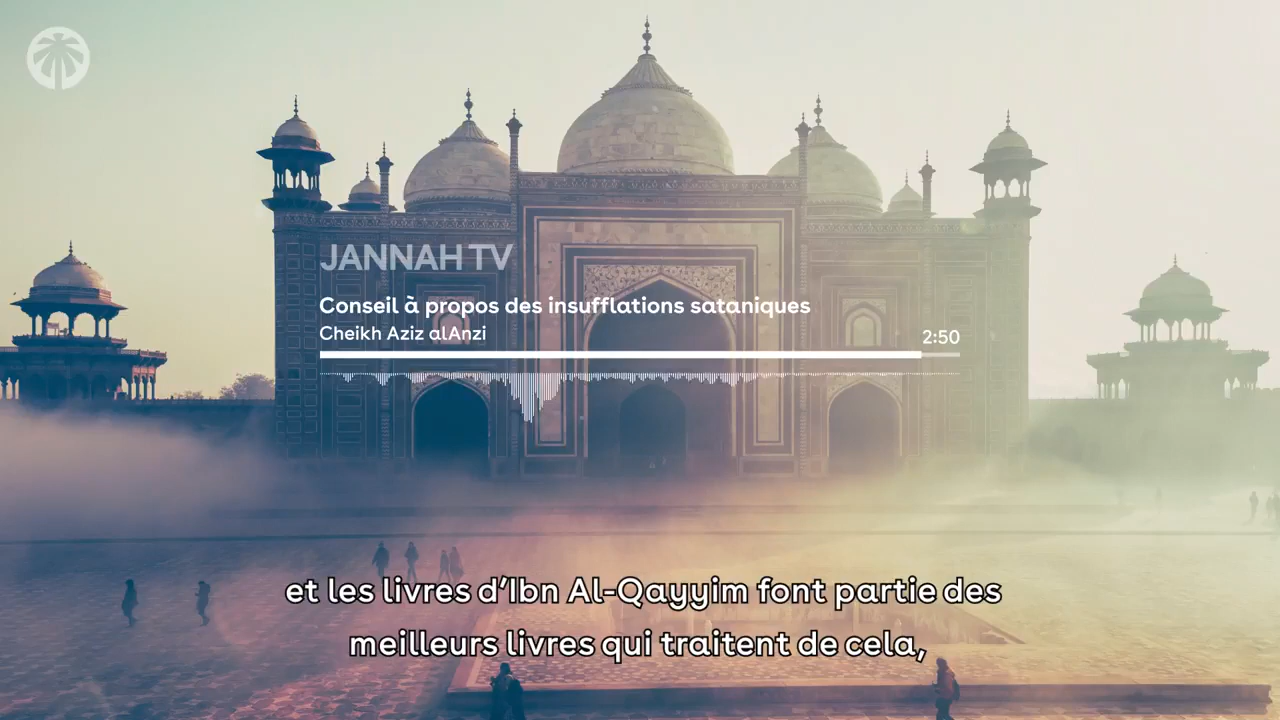 JANNAH TV
Conseil à propos des insufflations sataniques
Cheikh Aziz alAnzi
2:50
et les livres d’Ibn Al-Qayyim font partie des
meilleurs livres qui traitent de cela,